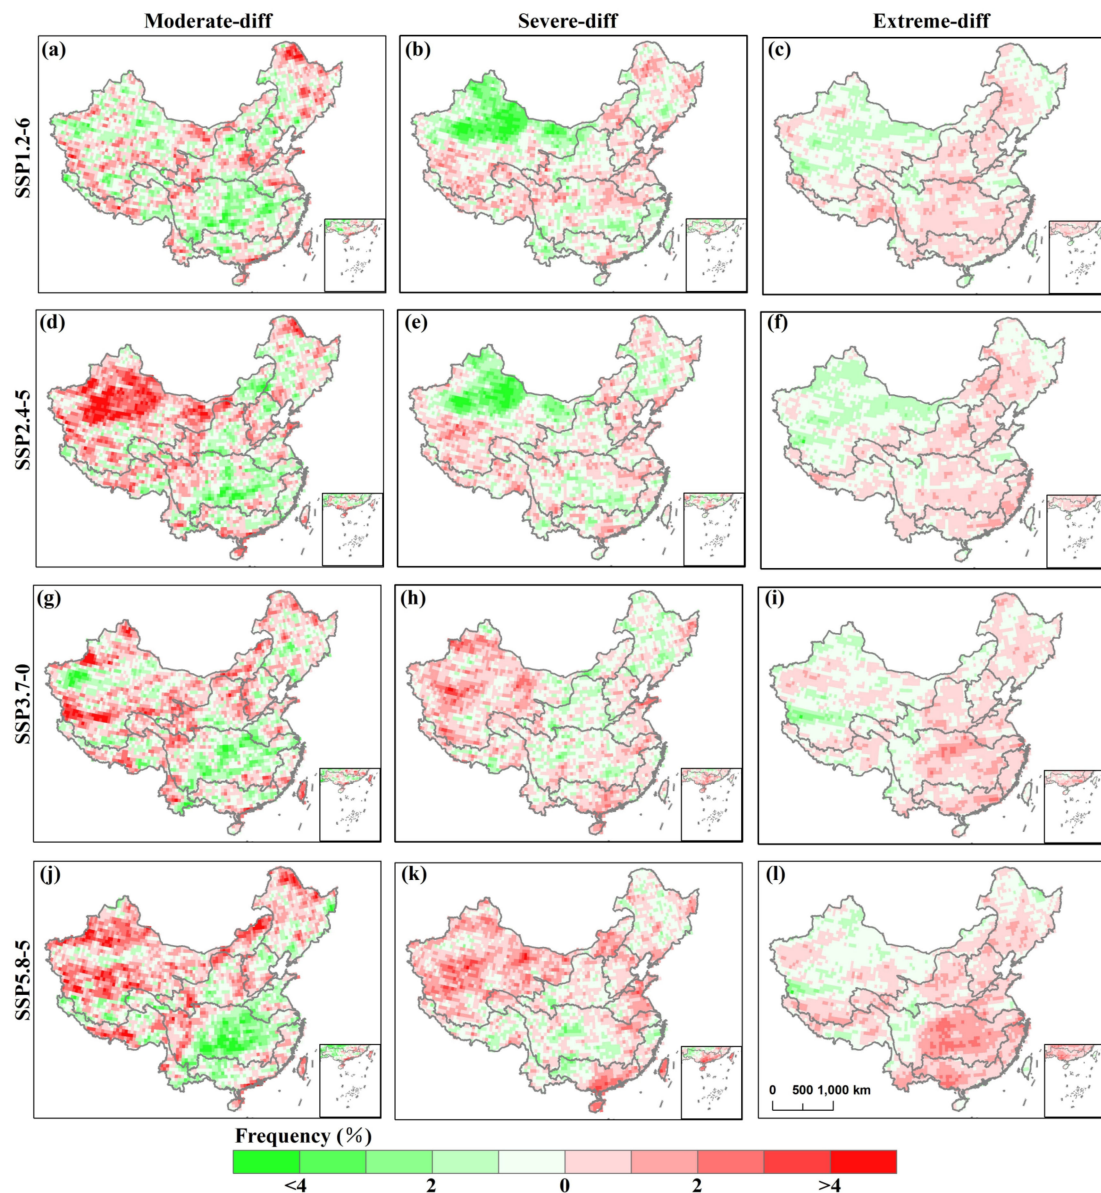 Moderate-diff Severe-diff Extreme-diff
SSP1.2-6
(a) (b) (c)
SSP2.4-5
(d) (e) (f)
SSP3.7-0
(g) (h) (i)
SSP5.8-5
(j) (k) (l)
0 500 1,000 km
Frequency (%)
<4 2 0 2 >4